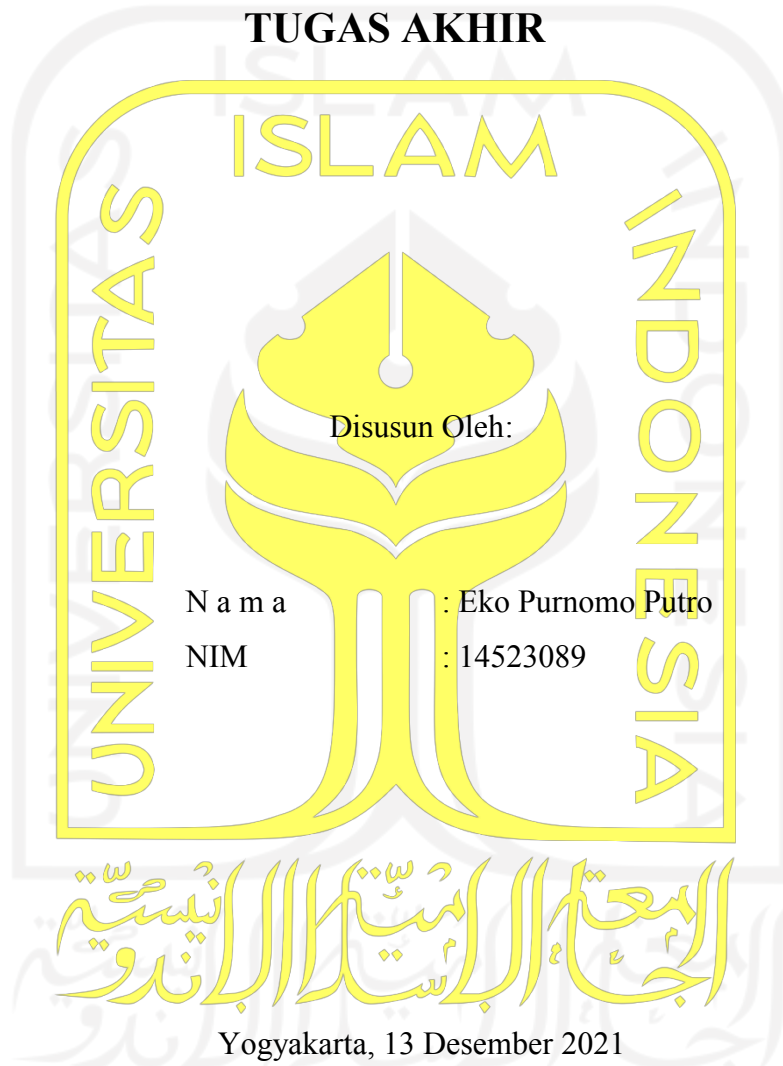 TUGAS AKHIR
ISLAM
UNIVERSITAS
INDONESIA
Disusun Oleh:
N a m a : Eko Purnomo Putro
NIM : 14523089
الجامعة الإسلامية الإندونيسية
Yogyakarta, 13 Desember 2021